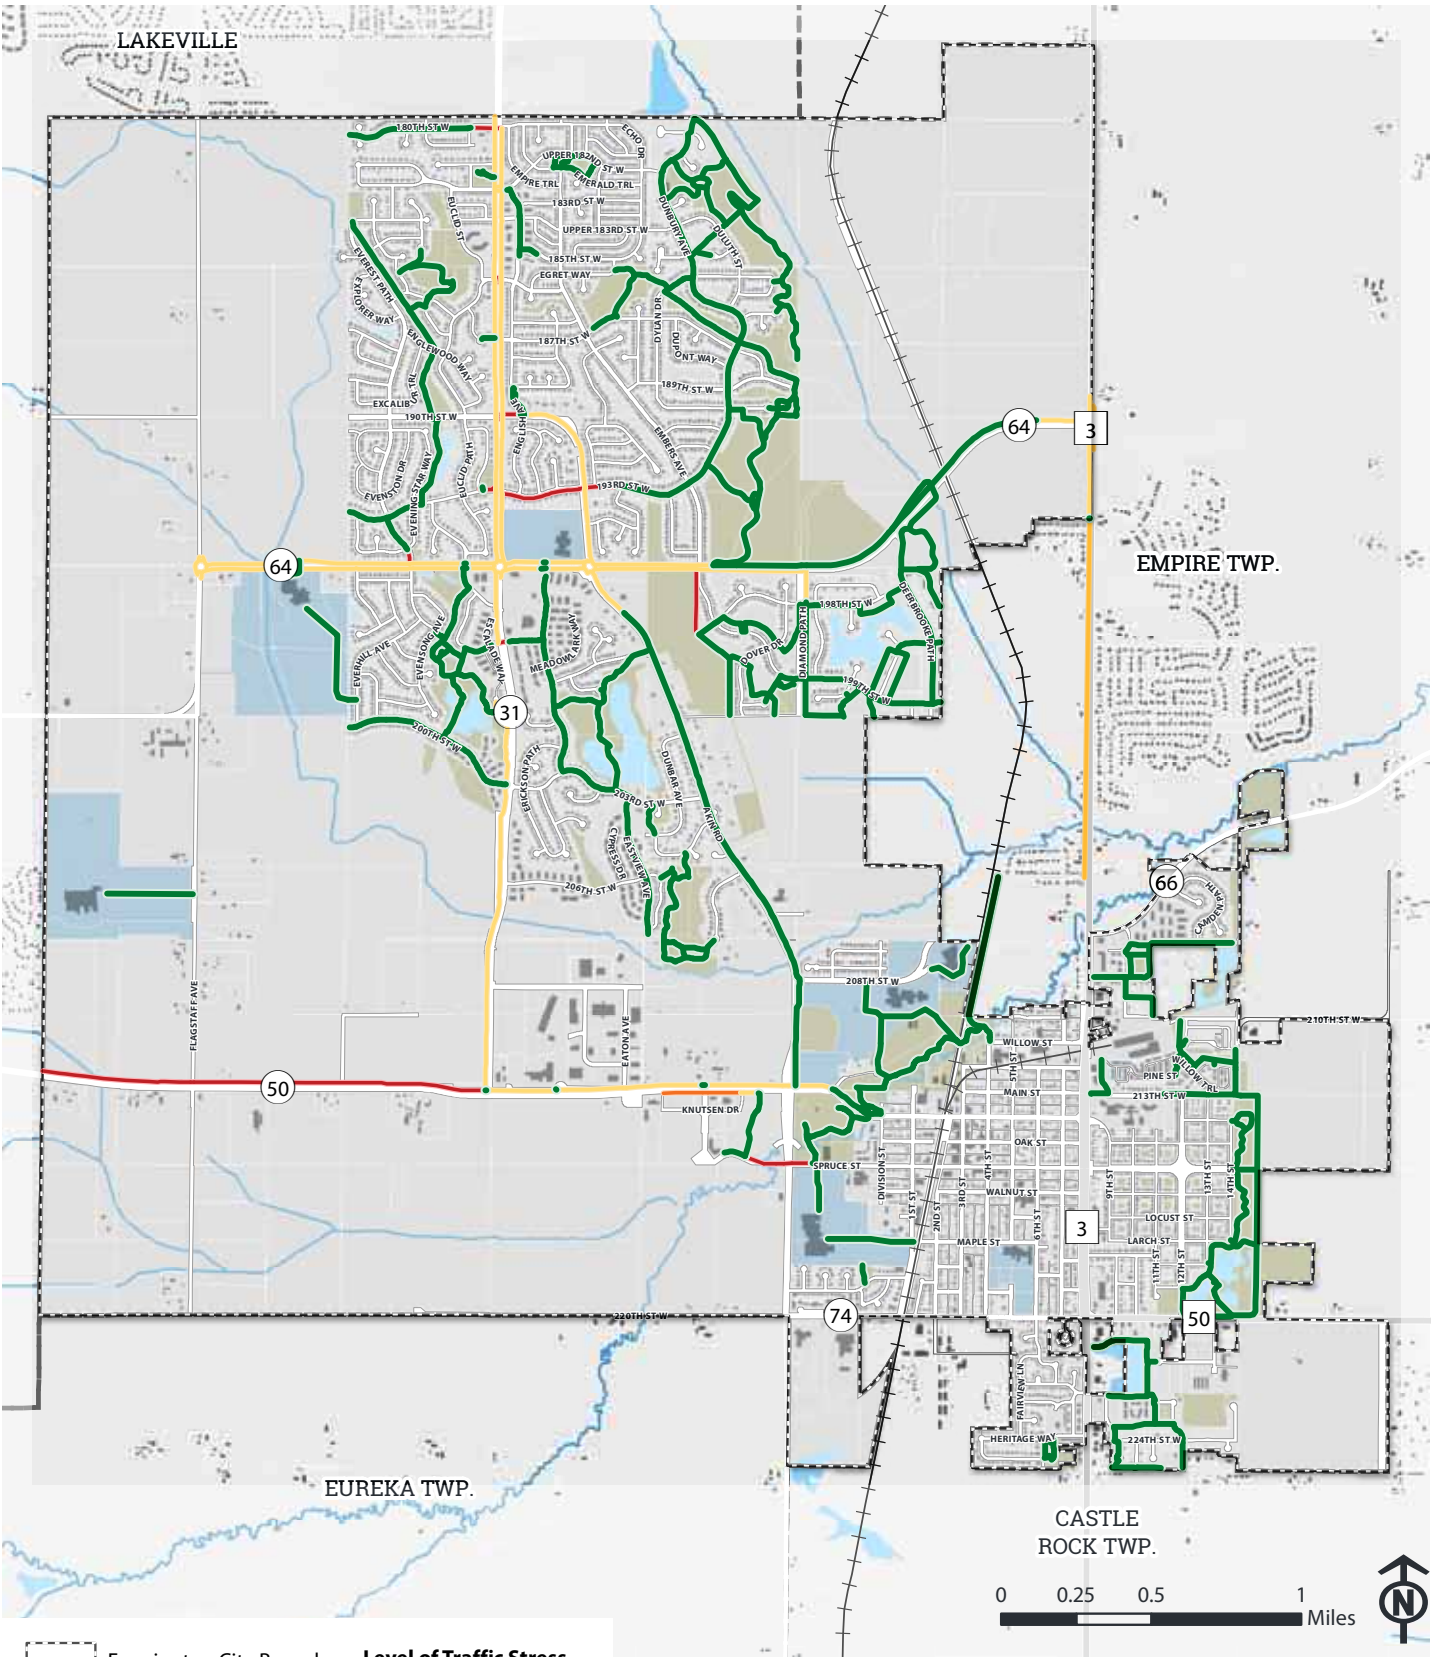 LAKEVILLE
180TH ST W
ECHO DR
UPPER 182ND ST W
EMPIRE TRL
EMERALD TRL
183RD ST W
EUCLID ST
DUNBURY AVE
UPPER 183RD ST W
DULUTH ST
185TH ST W
EVEREST PATH
EGRET WAY
EXPLORER WAY
DYLAN DR
ENGLEWOOD WAY
187TH ST W
DUPONT WAY
189TH ST W
EXCALIBUR TRL
190TH ST W
ENGLISH AVE
64
3
EMBERS AVE
EUCLID PATH
EVENSTON DR
EVENING STAR WAY
193RD ST W
64
EMPIRE TWP.
198TH ST W
DEERBROOKE PATH
DIAMOND PATH
EVENSONG AVE
ESCALADE WAY
MEADOWLARK WAY
DOVER DR
EVERHILL AVE
199TH ST W
31
200TH ST W
ERICKSON PATH
DUNBAR AVE
203RD ST W
AKIN RD
CYPRESS DR
EASTVIEW AVE
206TH ST W
66
CAMDEN PATH
208TH ST W
FLAGSTAFF AVE
EATON AVE
210TH ST W
WILLOW ST
5TH ST
PINE ST
WILLOW TRL
50
MAIN ST
213TH ST W
KNUTSEN DR
OAK ST
SPRUCE ST
DIVISION ST
4TH ST
9TH ST
13TH ST
14TH ST
1ST ST
2ND ST
3RD ST
WALNUT ST
6TH ST
LOCUST ST
3
MAPLE ST
LARCH ST
11TH ST
12TH ST
220TH ST W
74
50
FAIRVIEW LN
HERITAGE WAY
224TH ST W
EUREKA TWP.
CASTLE
ROCK TWP.
0 0.25 0.5 1
Miles
N
Farmington City Boundary
Level of Traffic Stress